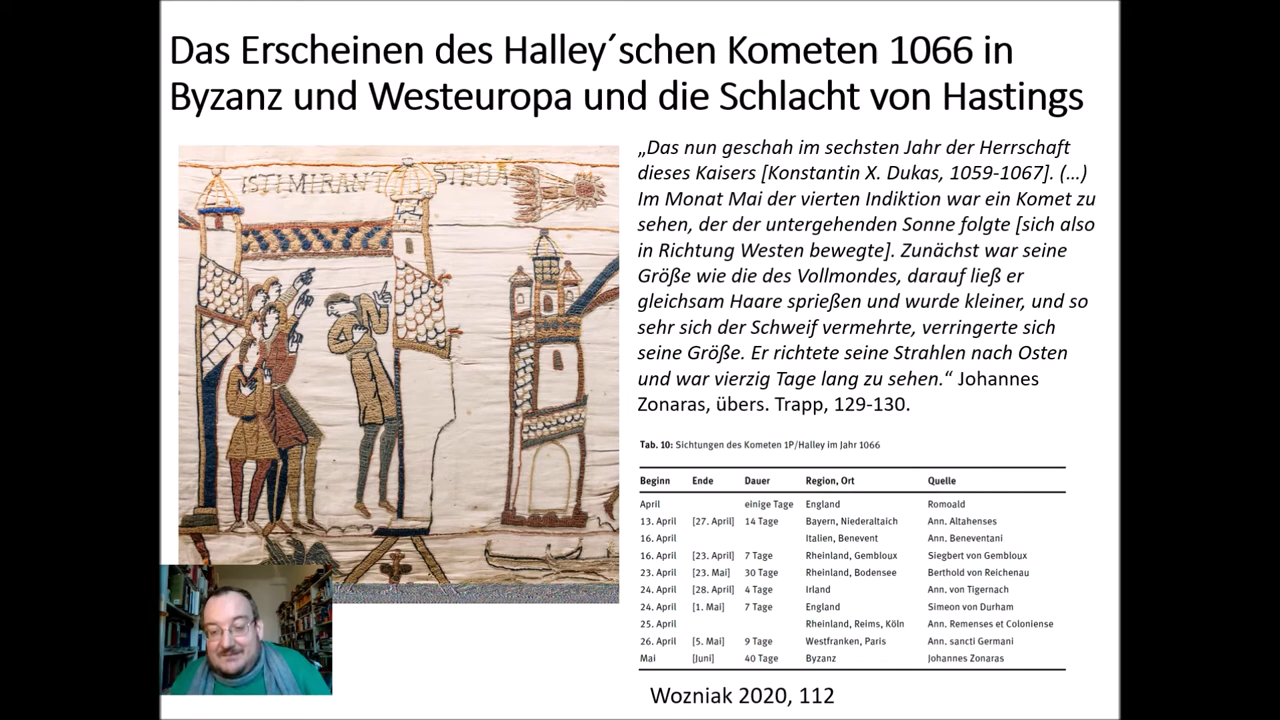 Das Erscheinen des Halley´schen Kometen 1066 in
Byzanz und Westeuropa und die Schlacht von Hastings
ISTI MIRANT STELLA
„Das nun geschah im sechsten Jahr der Herrschaft
dieses Kaisers [Konstantin X. Dukas, 1059-1067]. (…)
Im Monat Mai der vierten Indiktion war ein Komet zu
sehen, der der untergehenden Sonne folgte [sich also
in Richtung Westen bewegte]. Zunächst war seine
Größe wie die des Vollmondes, darauf ließ er
gleichsam Haare sprießen und wurde kleiner, und so
sehr sich der Schweif vermehrte, verringerte sich
seine Größe. Er richtete seine Strahlen nach Osten
und war vierzig Tage lang zu sehen.“ Johannes
Zonaras, übers. Trapp, 129-130.
Tab. 10: Sichtungen des Kometen 1P/Halley im Jahr 1066
Beginn Ende Dauer Region, Ort Quelle
April einige Tage England Romoald
13. April [27. April] 14 Tage Bayern, Niederaltaich Ann. Altahenses
16. April Italien, Benevent Ann. Beneventani
16. April [23. April] 7 Tage Rheinland, Gembloux Siegbert von Gembloux
23. April [23. Mai] 30 Tage Rheinland, Bodensee Berthold von Reichenau
24. April [28. April] 4 Tage Irland Ann. von Tigernach
24. April [1. Mai] 7 Tage England Simeon von Durham
25. April Rheinland, Reims, Köln Ann. Remenses et Coloniense
26. April [5. Mai] 9 Tage Westfranken, Paris Ann. sancti Germani
Mai [Juni] 40 Tage Byzanz Johannes Zonaras
Wozniak 2020, 112